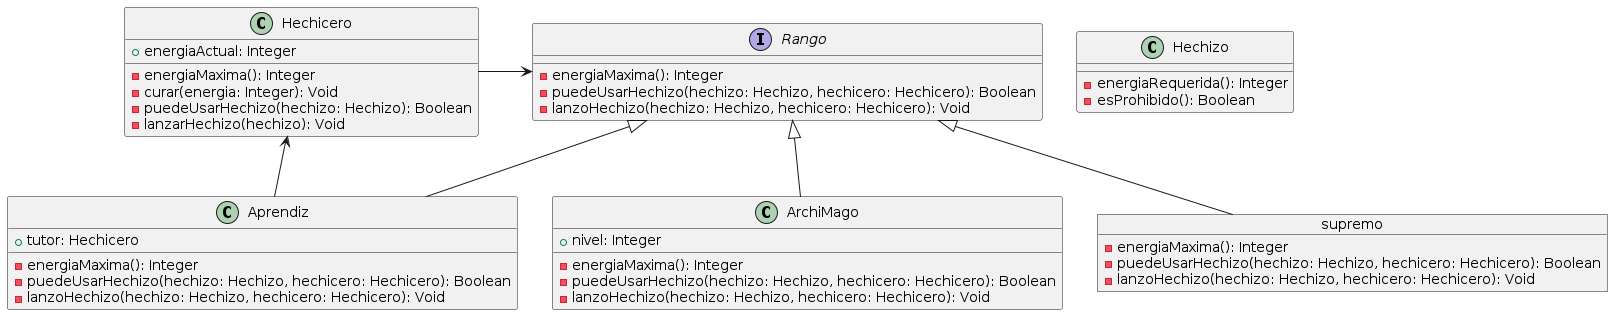 C Hechicero
energiaActual: Integer
energiaMaxima(): Integer
curar(energia: Integer): Void
puedeUsarHechizo(hechizo: Hechizo): Boolean
lanzarHechizo(hechizo): Void
I Rango
energiaMaxima(): Integer
puedeUsarHechizo(hechizo: Hechizo, hechicero: Hechicero): Boolean
lanzoHechizo(hechizo: Hechizo, hechicero: Hechicero): Void
C Hechizo
energiaRequerida(): Integer
esProhibido(): Boolean
C Aprendiz
tutor: Hechicero
energiaMaxima(): Integer
puedeUsarHechizo(hechizo: Hechizo, hechicero: Hechicero): Boolean
lanzoHechizo(hechizo: Hechizo, hechicero: Hechicero): Void
C ArchiMago
nivel: Integer
energiaMaxima(): Integer
puedeUsarHechizo(hechizo: Hechizo, hechicero: Hechicero): Boolean
lanzoHechizo(hechizo: Hechizo, hechicero: Hechicero): Void
supremo
energiaMaxima(): Integer
puedeUsarHechizo(hechizo: Hechizo, hechicero: Hechicero): Boolean
lanzoHechizo(hechizo: Hechizo, hechicero: Hechicero): Void